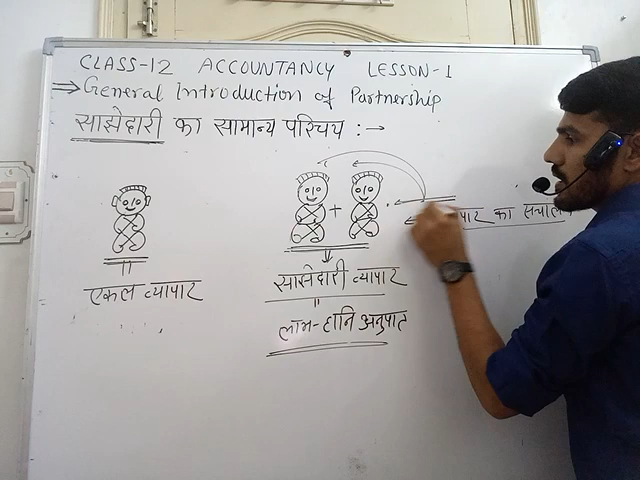 CLASS-12 ACCOUNTANCY LESSON-1
⇒ General Introduction of Partnership
साझेदारी का सामान्य परिचय :→
का संचाल
एकल व्यापार
साझेदारी व्यापार
लाभ-हानि अनुपात